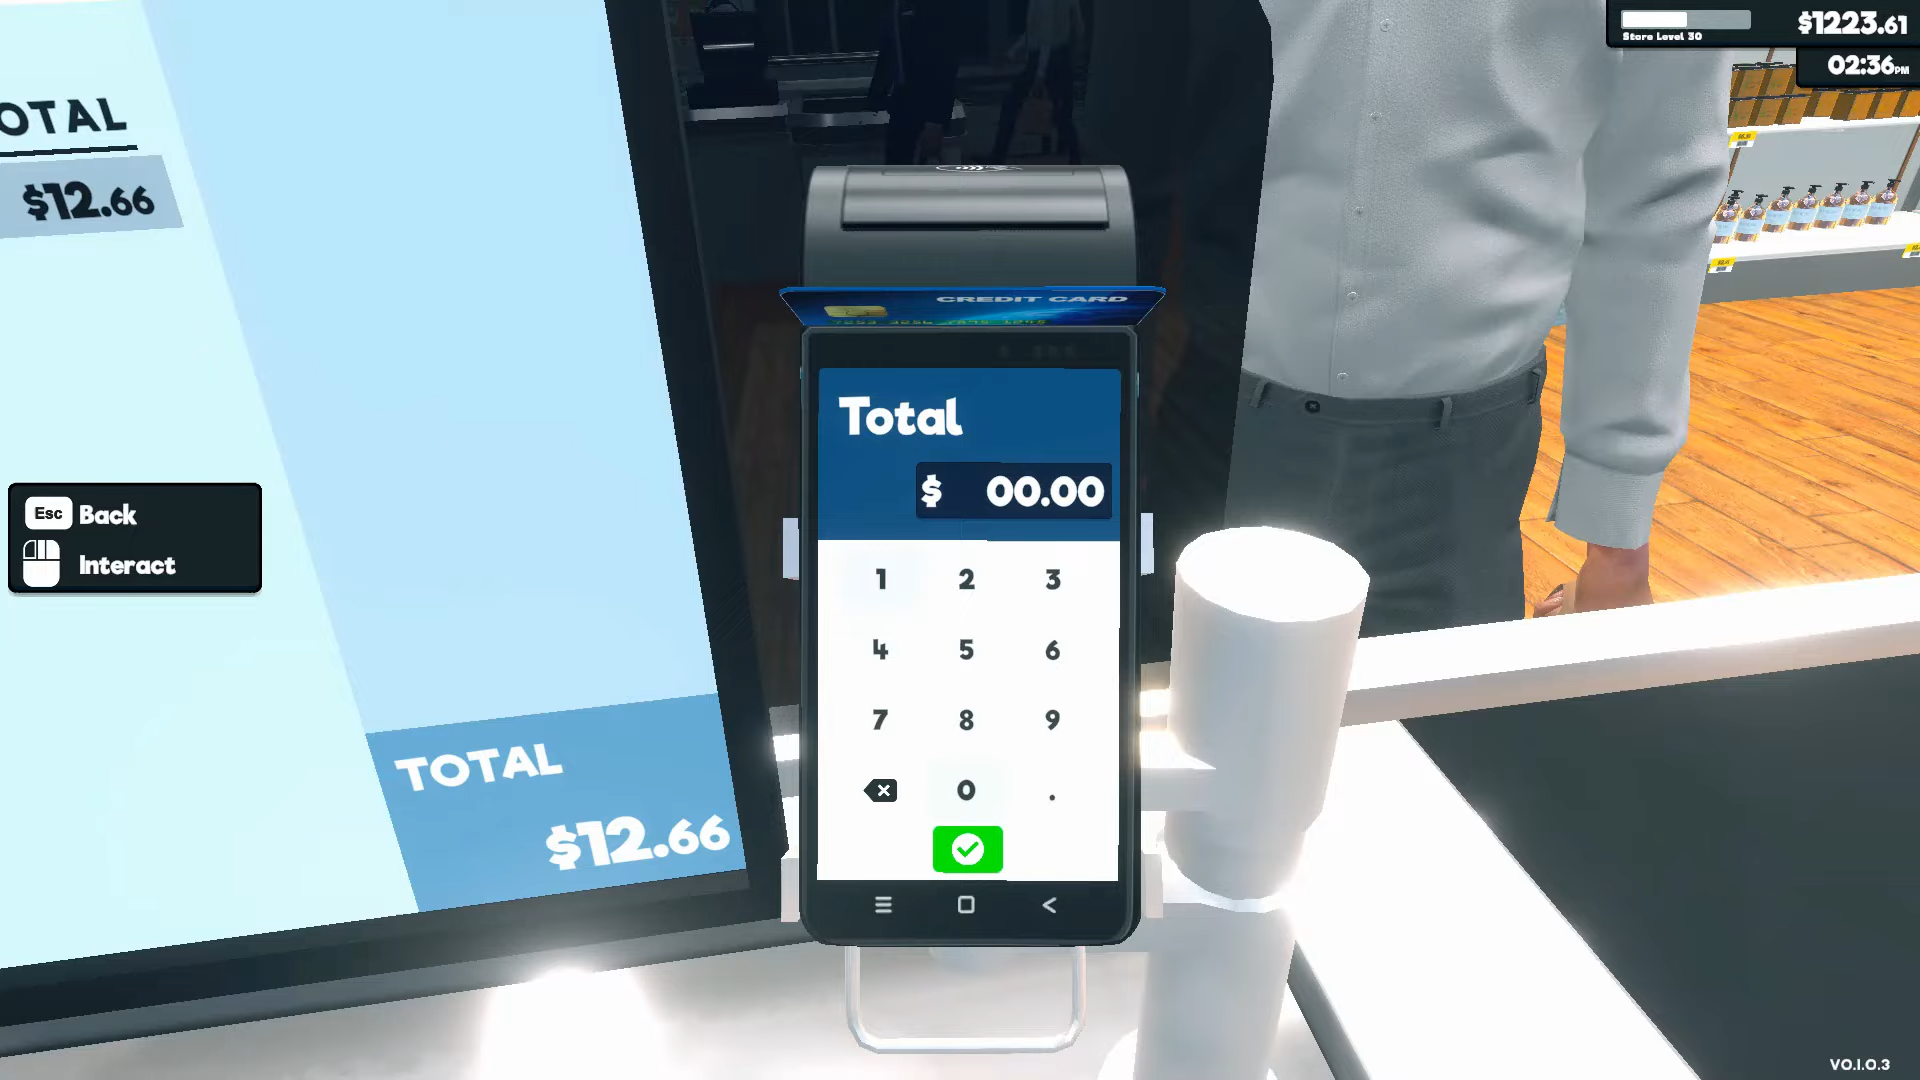 OTAL
$12.66
TOTAL
$12.66
Esc Back
Interact
CREDIT CARD
Total
$ 00.00
1 2 3
4 5 6
7 8 9
0 .
Store Level 30
$1223.61
02:36PM
V0.1.0.3